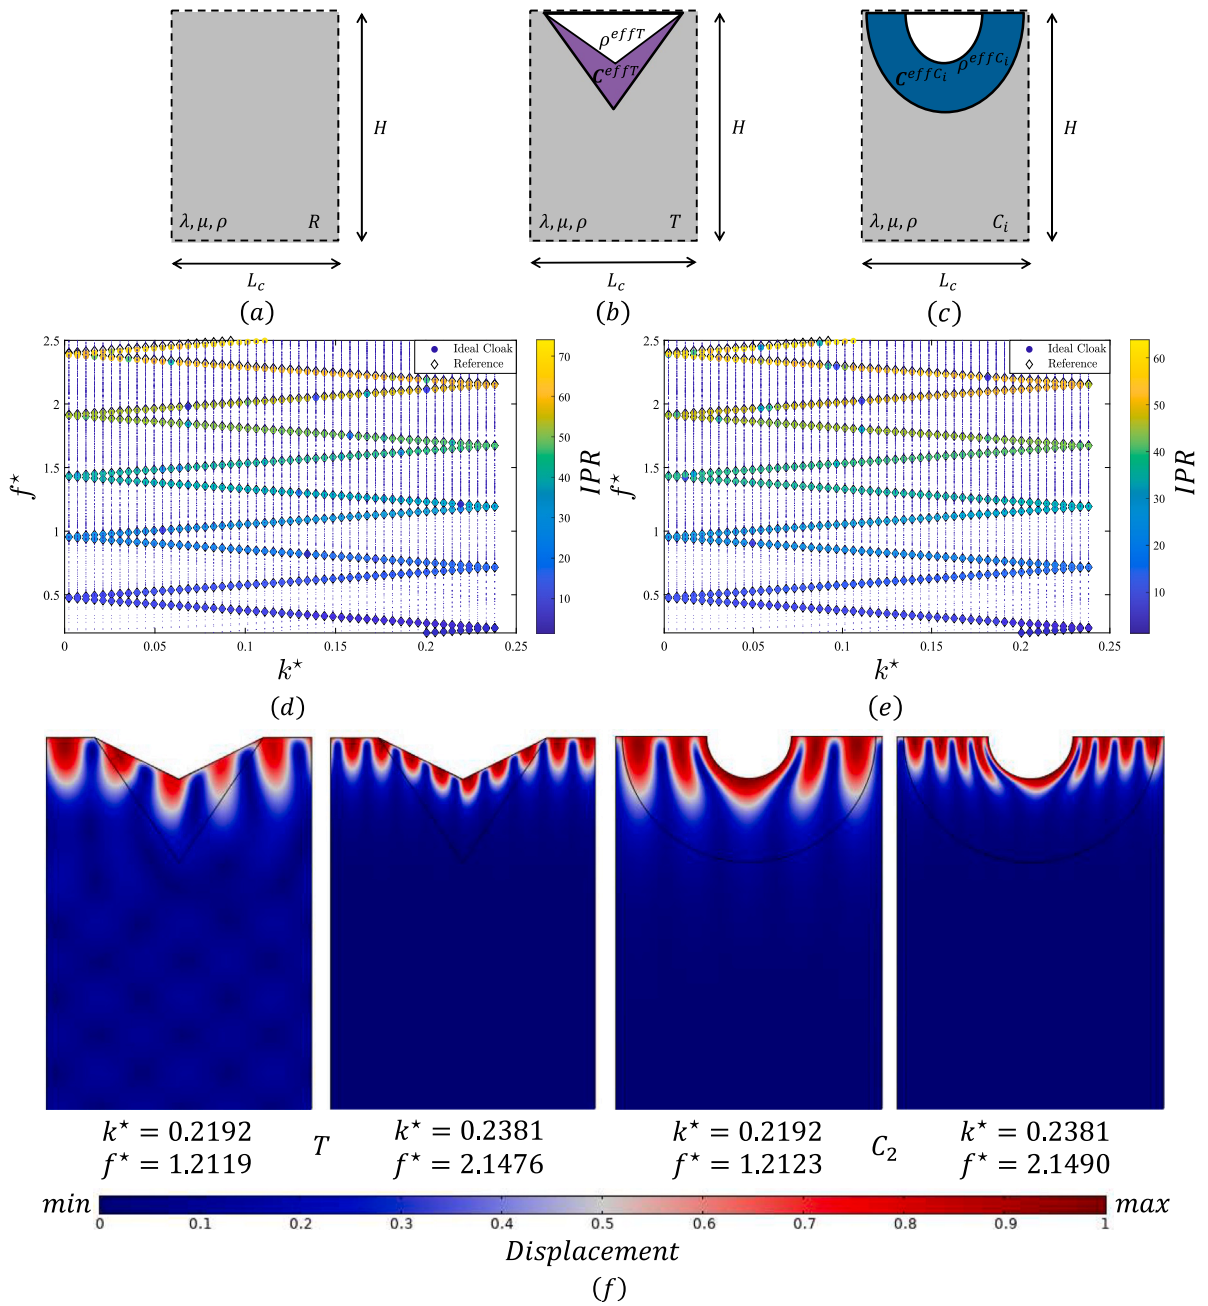 ρ^{effT}
C^{effT}
C^{effC_i}
ρ^{effC_i}
H
H
H
λ, μ, ρ R
λ, μ, ρ T
λ, μ, ρ C_i
L_c
L_c
L_c
(a)
(b)
(c)
2.5
2
1.5
1
0.5
f*
0 0.05 0.1 0.15 0.2 0.25
k*
Ideal Cloak
Reference
70
60
50
40
30
20
10
IPR
(d)
2.5
2
1.5
1
0.5
f*
0 0.05 0.1 0.15 0.2 0.25
k*
Ideal Cloak
Reference
60
50
40
30
20
10
IPR
(e)
k* = 0.2192
f* = 1.2119
T
k* = 0.2381
f* = 2.1476
k* = 0.2192
f* = 1.2123
C_2
k* = 0.2381
f* = 2.1490
min
max
0 0.1 0.2 0.3 0.4 0.5 0.6 0.7 0.8 0.9 1
Displacement
(f)